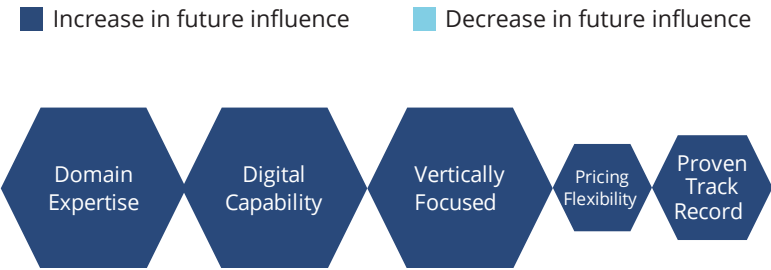 Increase in future influence
Decrease in future influence
Domain
Expertise
Digital
Capability
Vertically
Focused
Pricing
Flexibility
Proven
Track
Record